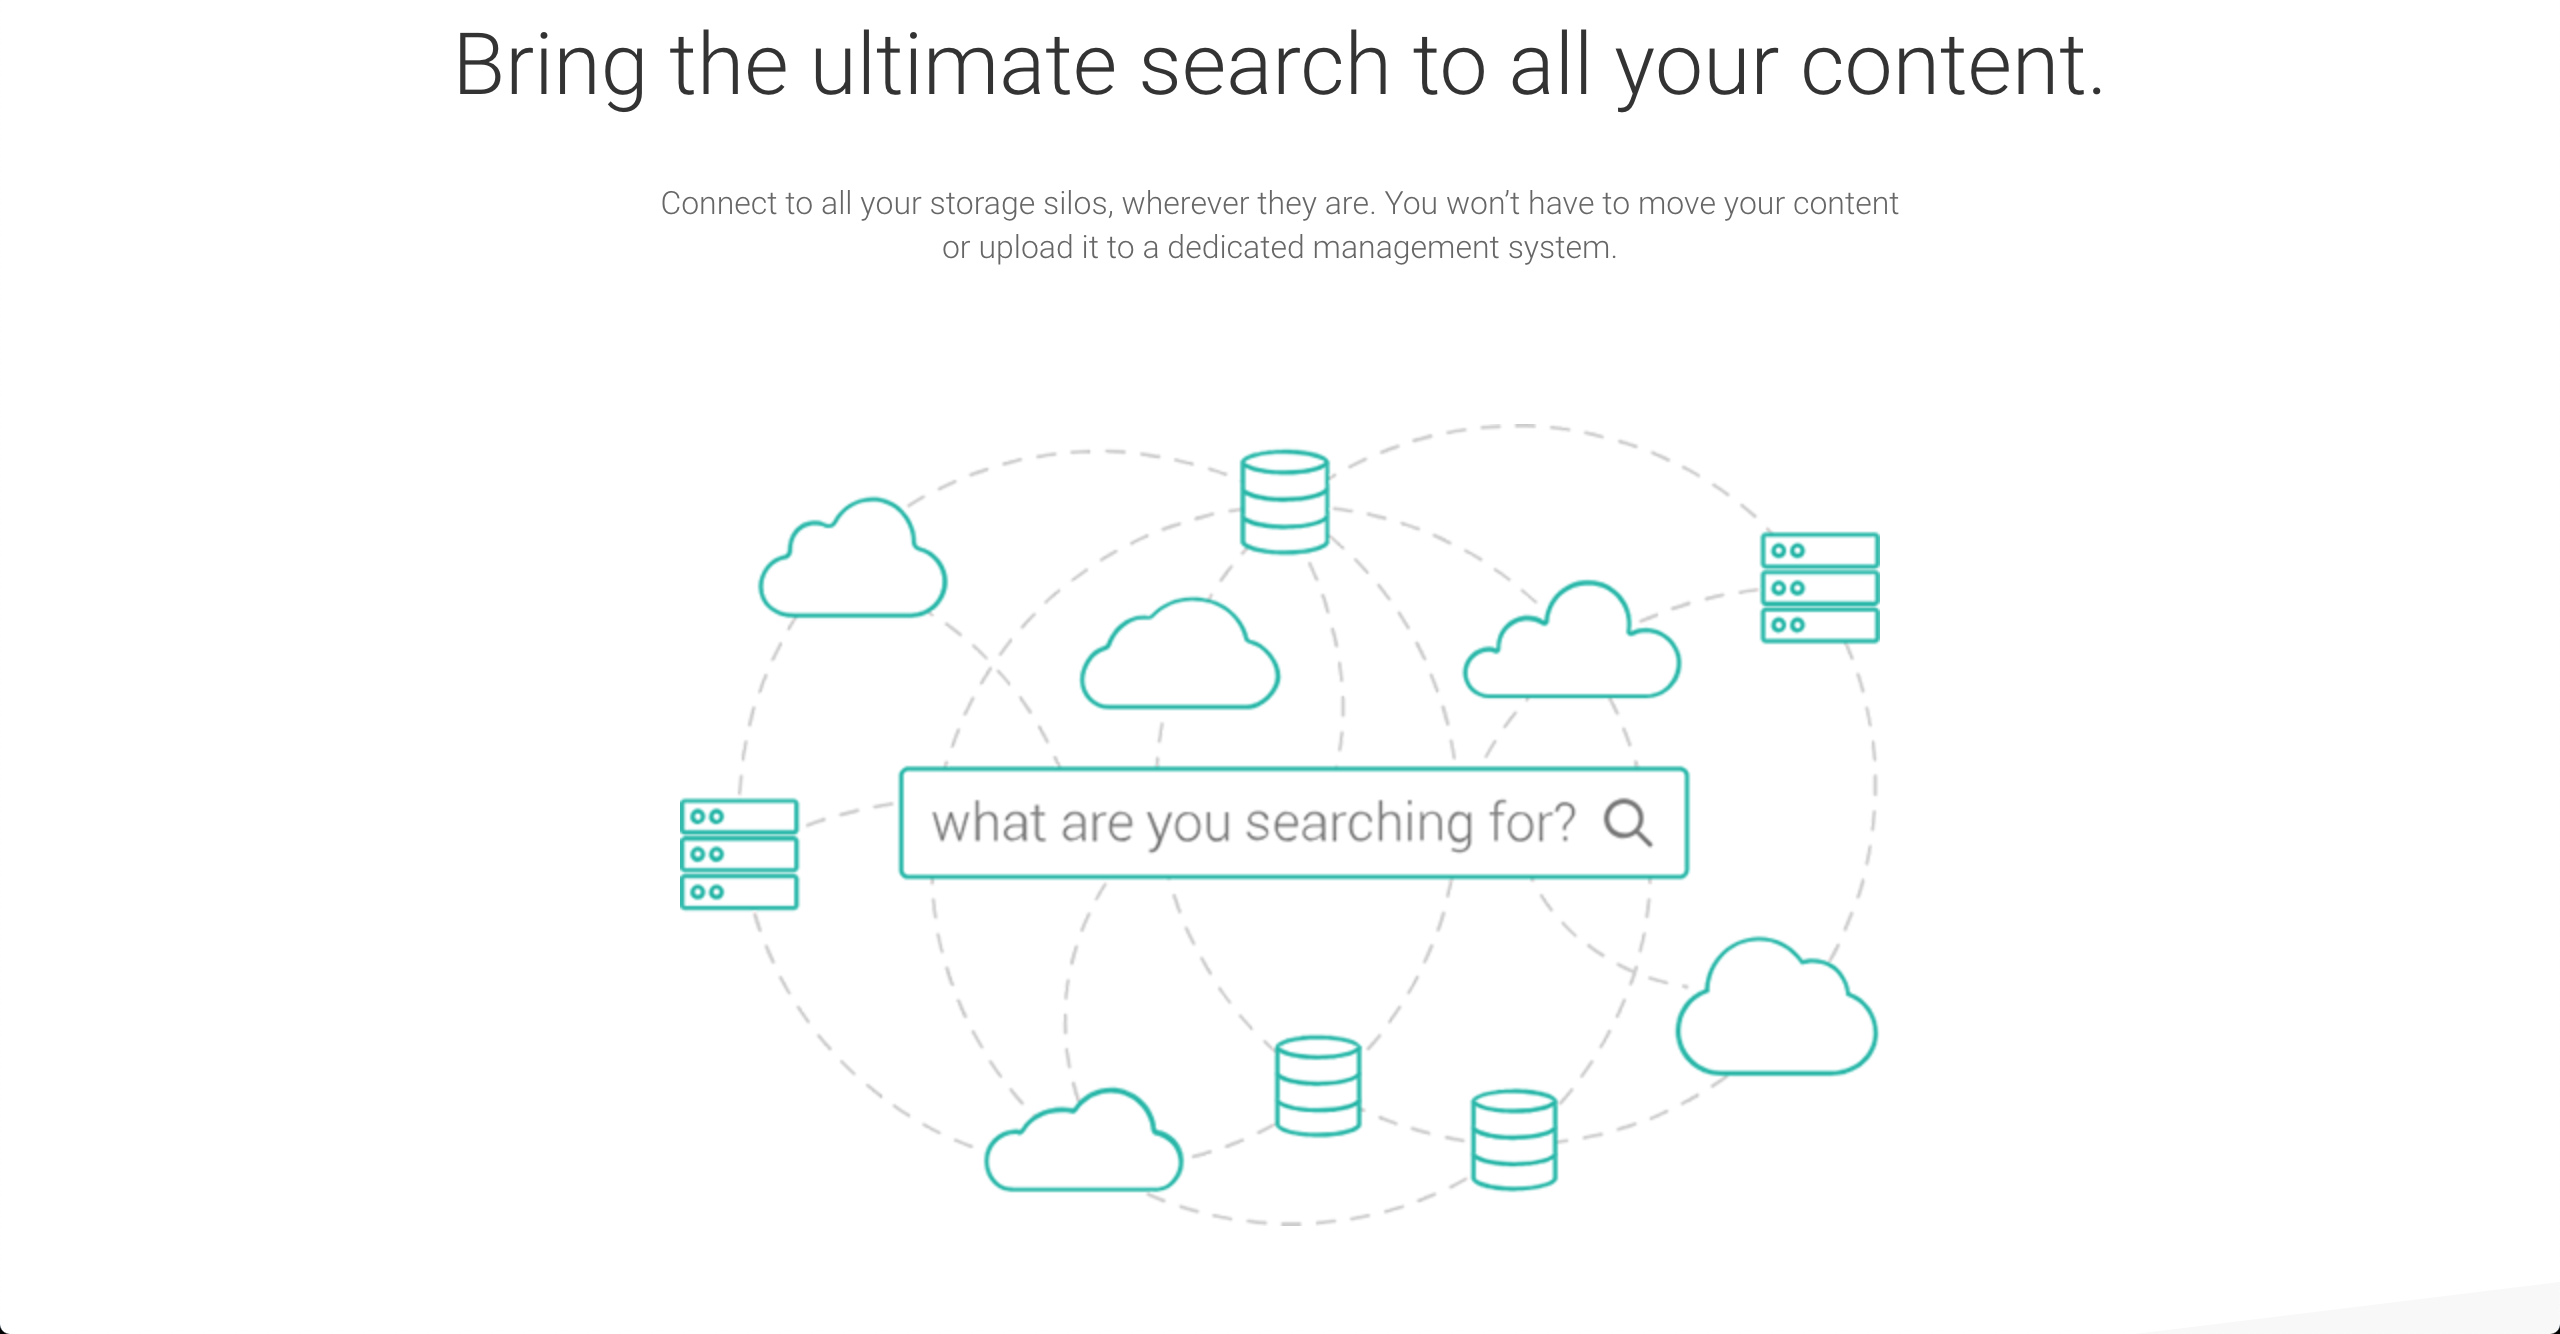 Bring the ultimate search to all your content.
Connect to all your storage silos, wherever they are. You won’t have to move your content
or upload it to a dedicated management system.
what are you searching for?